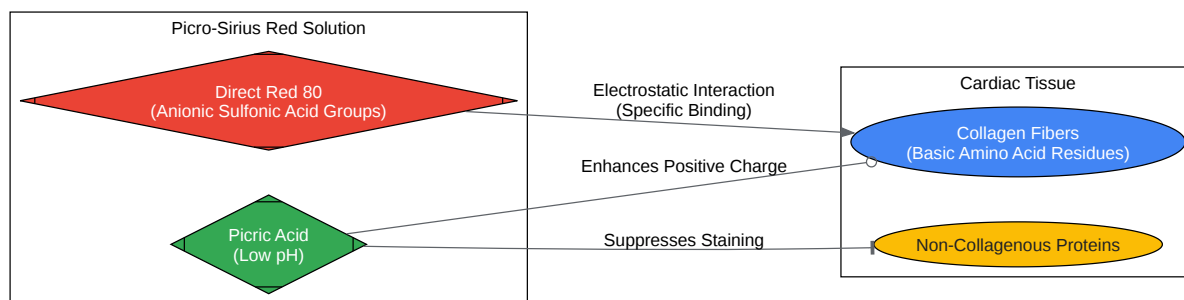 Picro-Sirius Red Solution
Direct Red 80
(Anionic Sulfonic Acid Groups)
Picric Acid
(Low pH)
Electrostatic Interaction
(Specific Binding)
Enhances Positive Charge
Suppresses Staining
Cardiac Tissue
Collagen Fibers
(Basic Amino Acid Residues)
Non-Collagenous Proteins